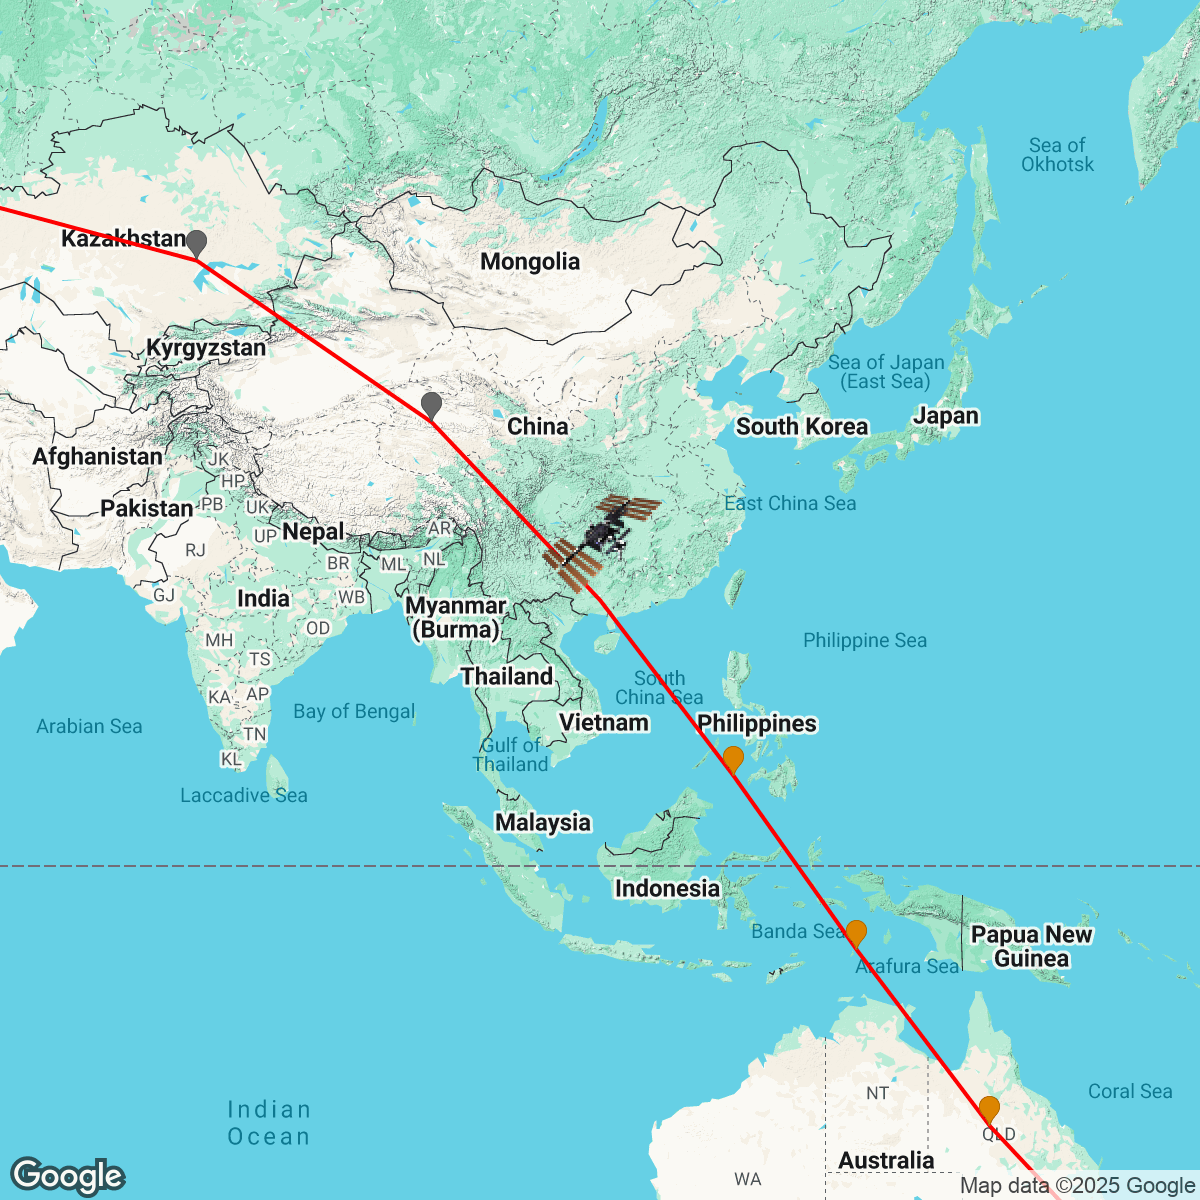 Sea of
Okhotsk
Kazakhstan
Mongolia
Kyrgyzstan
Sea of Japan
(East Sea)
Japan
China
South Korea
Afghanistan
JK
HP
Pakistan
PB
UK
East China Sea
Nepal
UP
AR
RJ
BR
ML
NL
GJ
India
WB
Myanmar
(Burma)
OD
MH
Philippine Sea
TS
Thailand
South
China Sea
KA
AP
Arabian Sea
Bay of Bengal
Vietnam
Philippines
TN
KL
Gulf of
Thailand
Laccadive Sea
Malaysia
Indonesia
Banda Sea
Papua New
Guinea
Arafura Sea
NT
Coral Sea
Indian
Ocean
QLD
Australia
WA
Google
Map data ©2025 Google